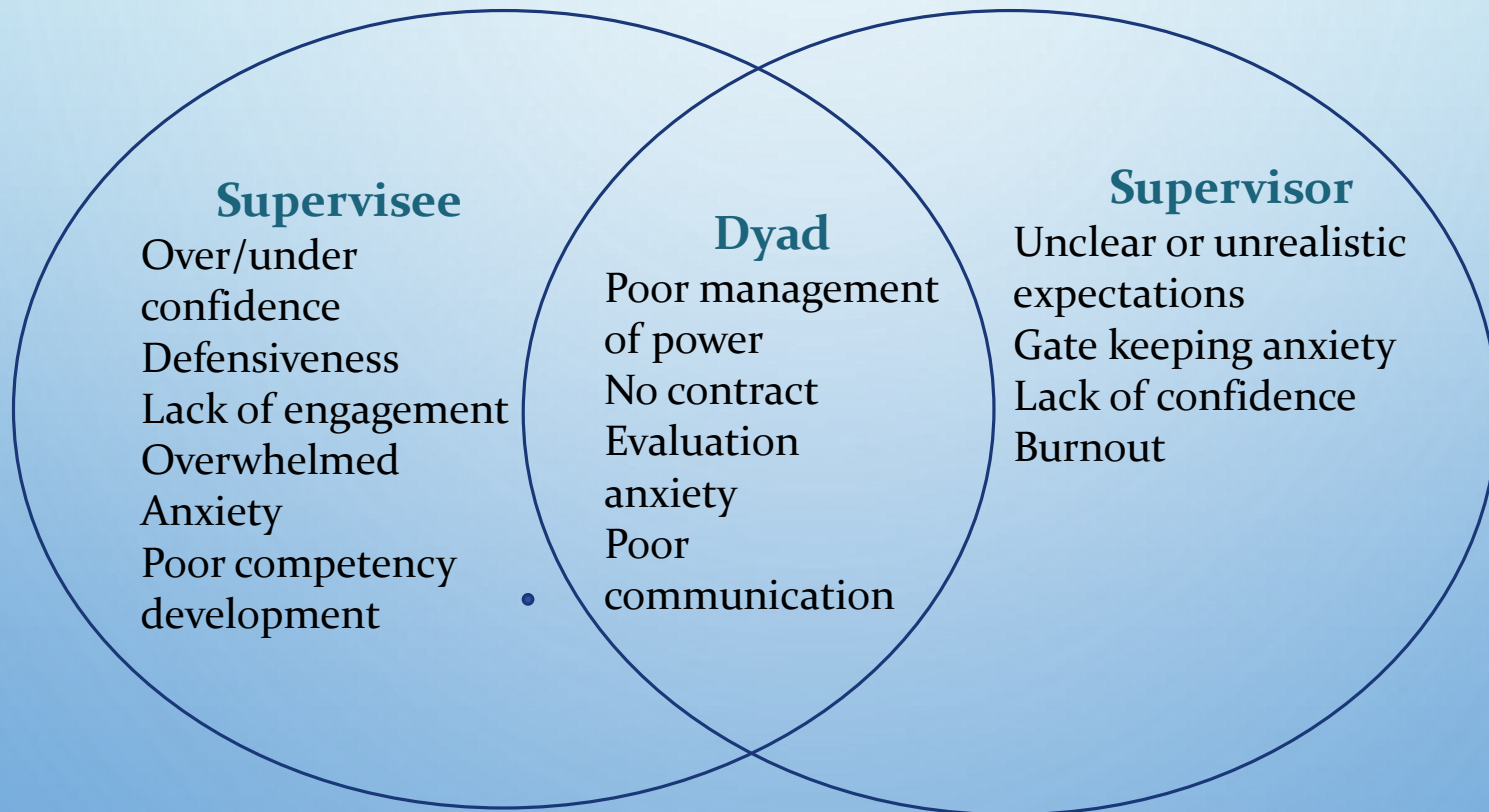 Supervisee
Over/under
confidence
Defensiveness
Lack of engagement
Overwhelmed
Anxiety
Poor competency
development
Dyad
Poor management
of power
No contract
Evaluation
anxiety
Poor
communication
Supervisor
Unclear or unrealistic
expectations
Gate keeping anxiety
Lack of confidence
Burnout